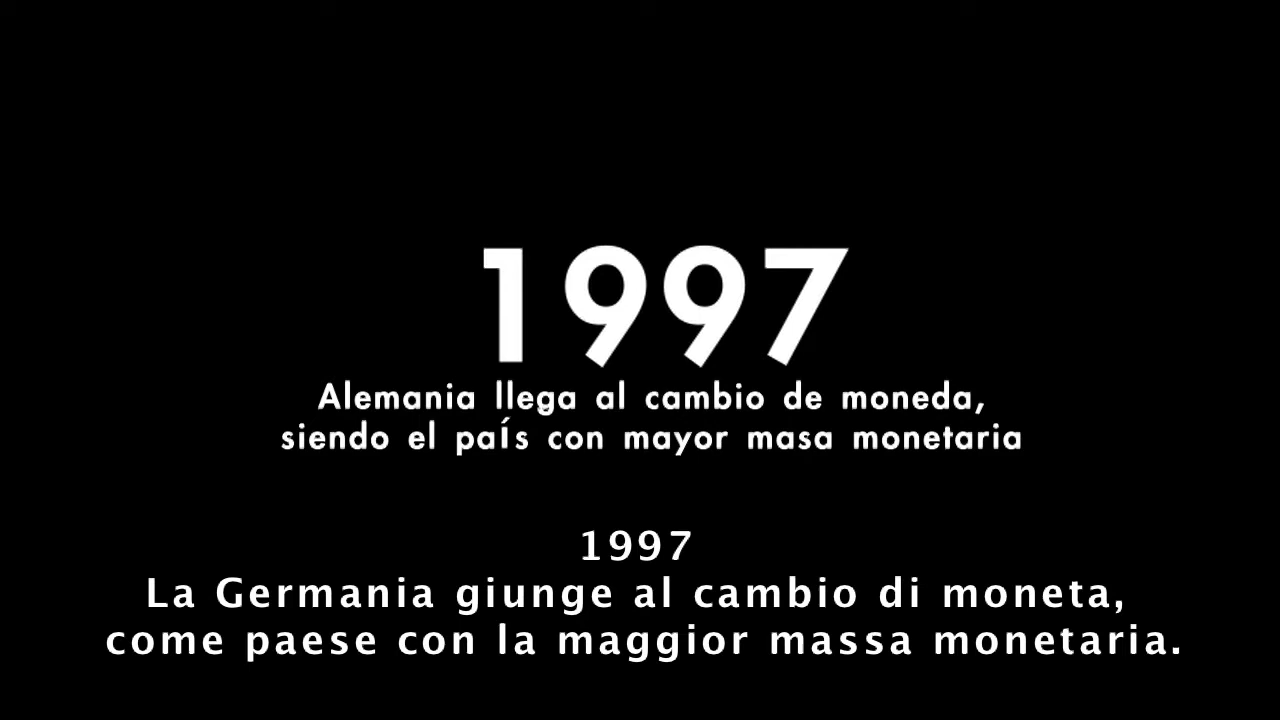 1997
Alemania llega al cambio de moneda,
siendo el país con mayor masa monetaria
1997
La Germania giunge al cambio di moneta,
come paese con la maggior massa monetaria.